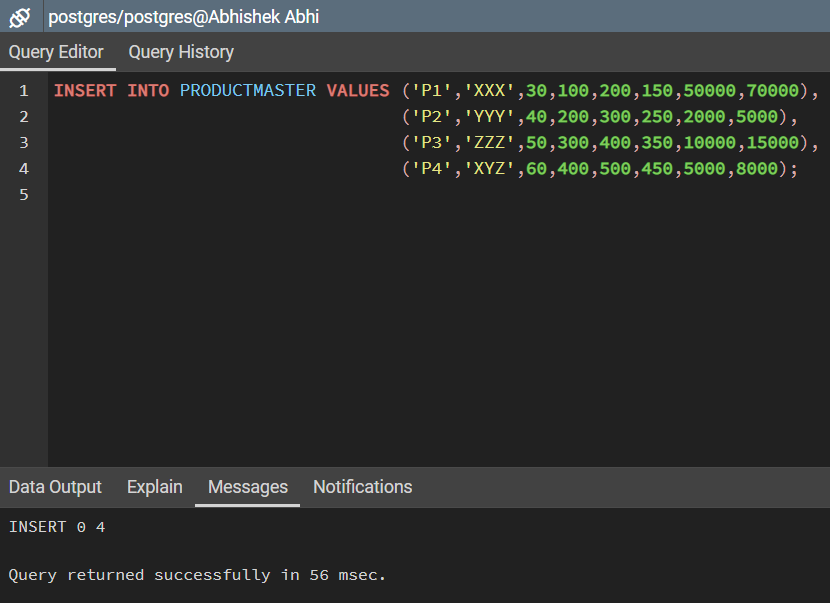 postgres/postgres@Abhishek Abhi
Query Editor Query History
1 INSERT INTO PRODUCTMASTER VALUES ('P1','XXX',30,100,200,150,50000,70000),
2 ('P2','YYY',40,200,300,250,2000,5000),
3 ('P3','ZZZ',50,300,400,350,10000,15000),
4 ('P4','XYZ',60,400,500,450,5000,8000);
5
Data Output Explain Messages Notifications
INSERT 0 4
Query returned successfully in 56 msec.